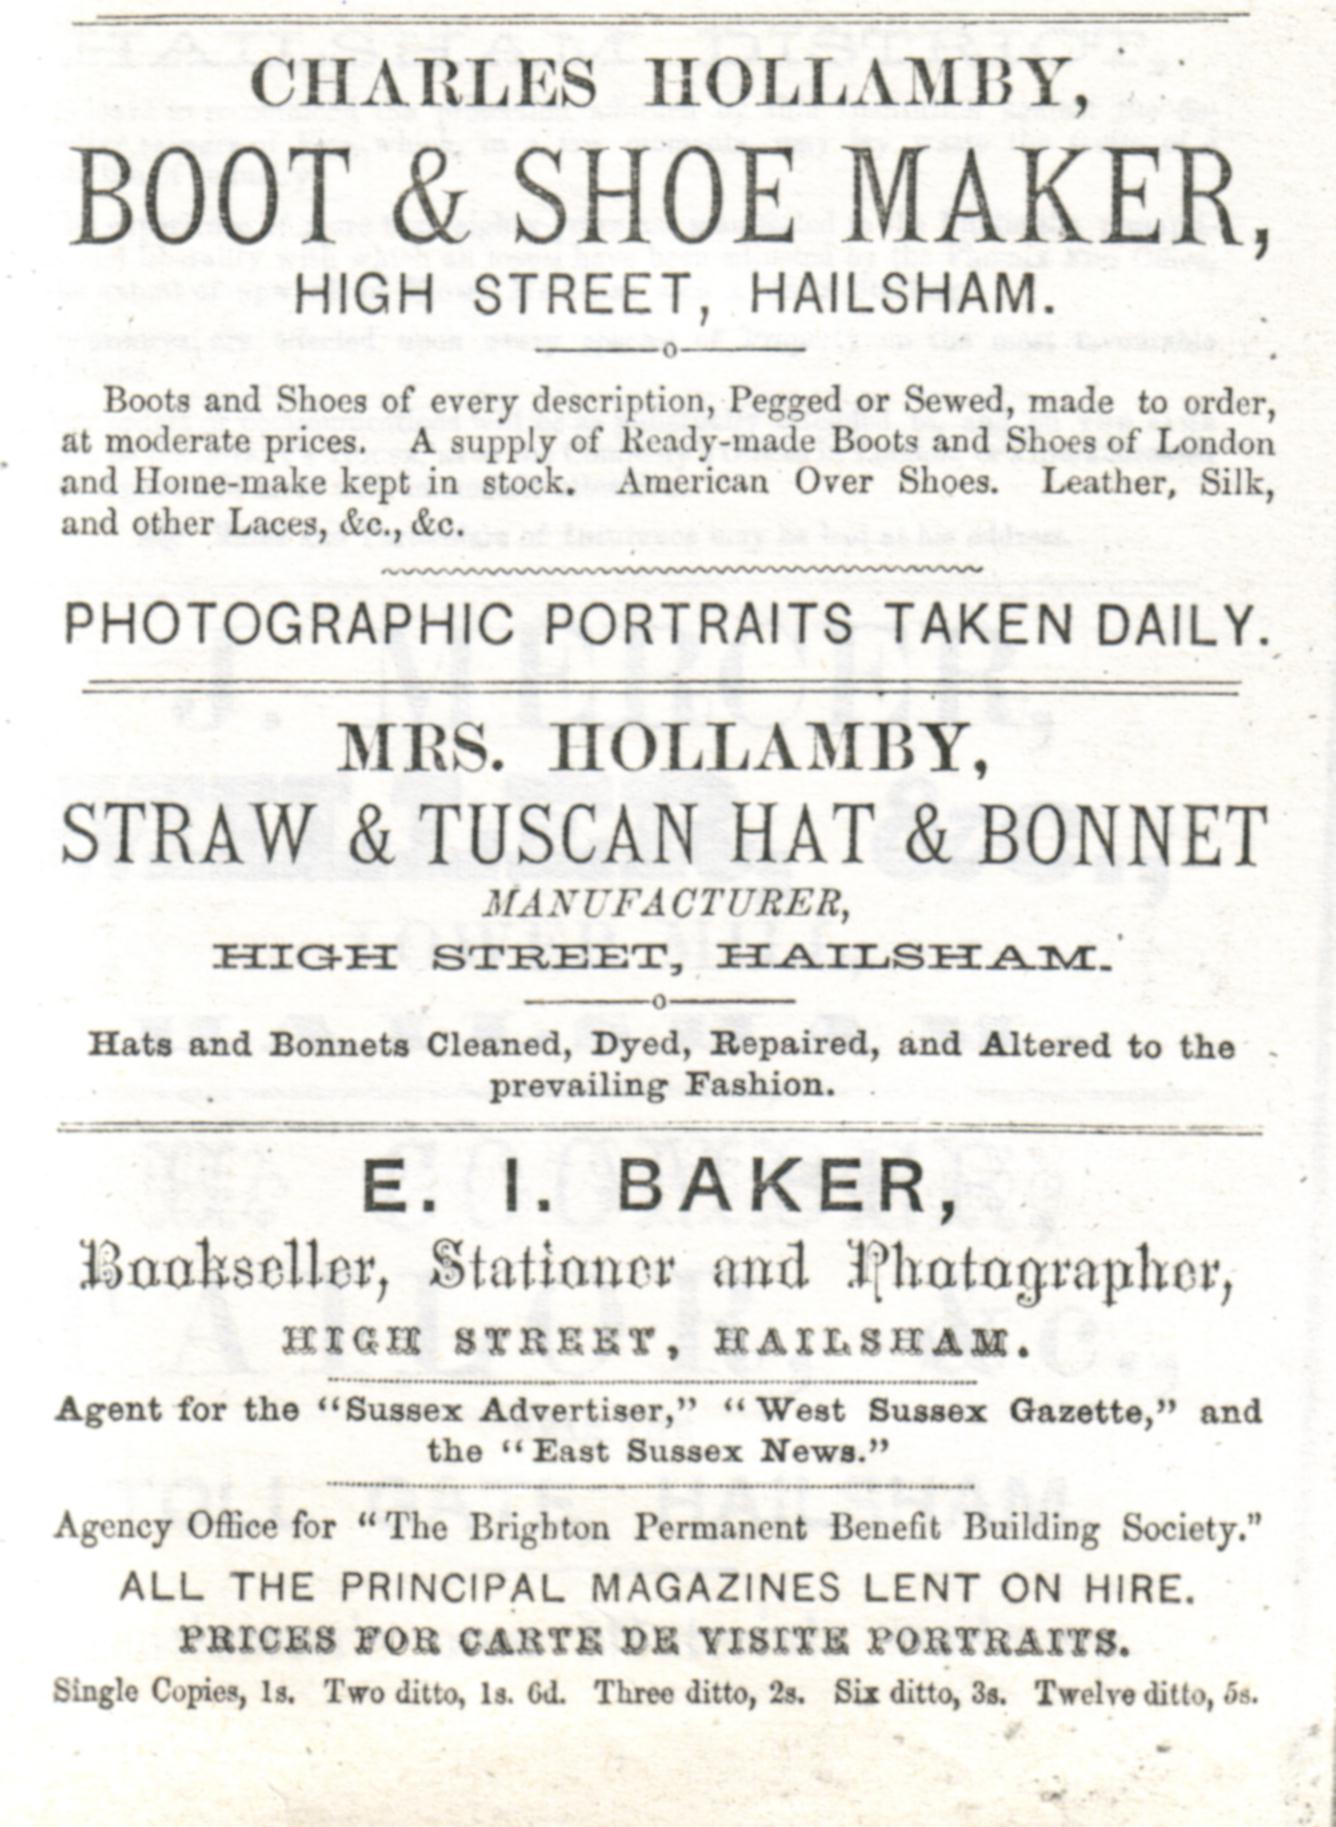 CHARLES HOLLAMBY,
BOOT & SHOE MAKER,
HIGH STREET, HAILSHAM.
Boots and Shoes of every description, Pegged or Sewed, made to order,
at moderate prices. A supply of Ready-made Boots and Shoes of London
and Home-make kept in stock. American Over Shoes. Leather, Silk,
and other Laces, &c., &c.
PHOTOGRAPHIC PORTRAITS TAKEN DAILY.
MRS. HOLLAMBY,
STRAW & TUSCAN HAT & BONNET
MANUFACTURER,
HIGH STREET, HAILSHAM.
Hats and Bonnets Cleaned, Dyed, Repaired, and Altered to the
prevailing Fashion.
E. I. BAKER,
Bookseller, Stationer and Photographer,
HIGH STREET, HAILSHAM.
Agent for the "Sussex Advertiser," "West Sussex Gazette," and
the "East Sussex News."
Agency Office for "The Brighton Permanent Benefit Building Society."
ALL THE PRINCIPAL MAGAZINES LENT ON HIRE.
PRICES FOR CARTE DE VISITE PORTRAITS.
Single Copies, 1s. Two ditto, 1s. 6d. Three ditto, 2s. Six ditto, 3s. Twelve ditto, 5s.